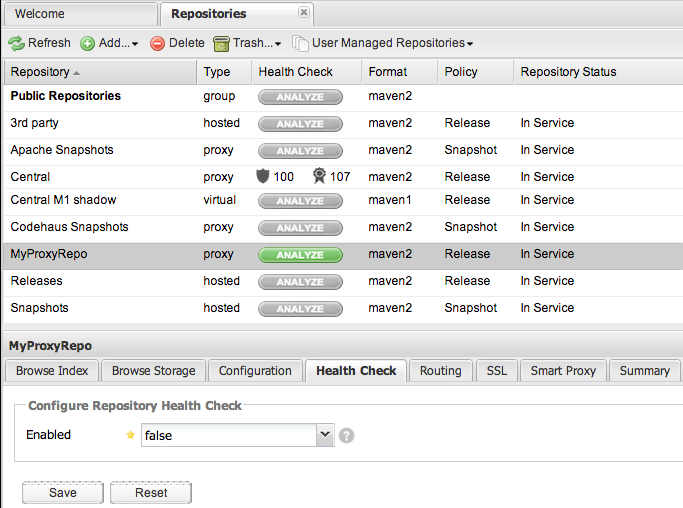 Welcome Repositories
Refresh Add... Delete Trash... User Managed Repositories
Repository Type Health Check Format Policy Repository Status
Public Repositories group ANALYZE maven2
3rd party hosted ANALYZE maven2 Release In Service
Apache Snapshots proxy ANALYZE maven2 Snapshot In Service
Central proxy 100 107 maven2 Release In Service
Central M1 shadow virtual ANALYZE maven1 Release In Service
Codehaus Snapshots proxy ANALYZE maven2 Snapshot In Service
MyProxyRepo proxy ANALYZE maven2 Release In Service
Releases hosted ANALYZE maven2 Release In Service
Snapshots hosted ANALYZE maven2 Snapshot In Service
MyProxyRepo
Browse Index Browse Storage Configuration Health Check Routing SSL Smart Proxy Summary
Configure Repository Health Check
Enabled false ?
Save Reset